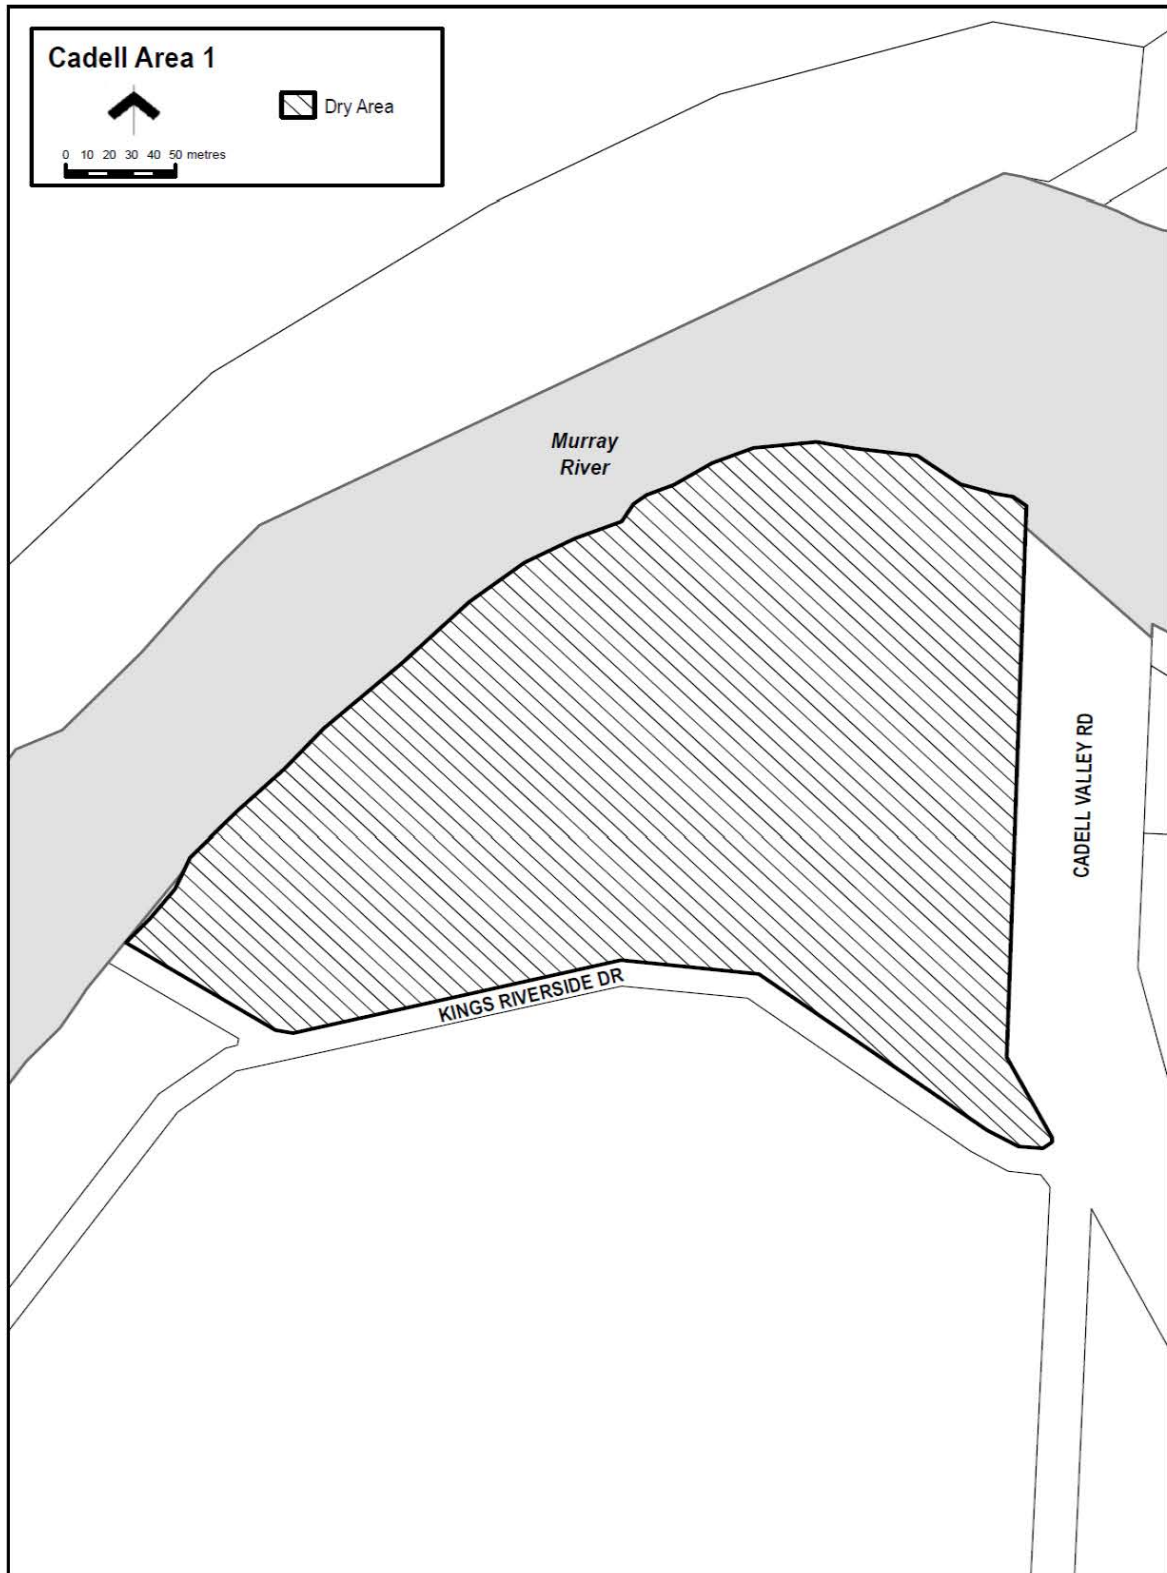 Cadell Area 1
Dry Area
0 10 20 30 40 50 metres
Murray
River
CADELL VALLEY RD
KINGS RIVERSIDE DR